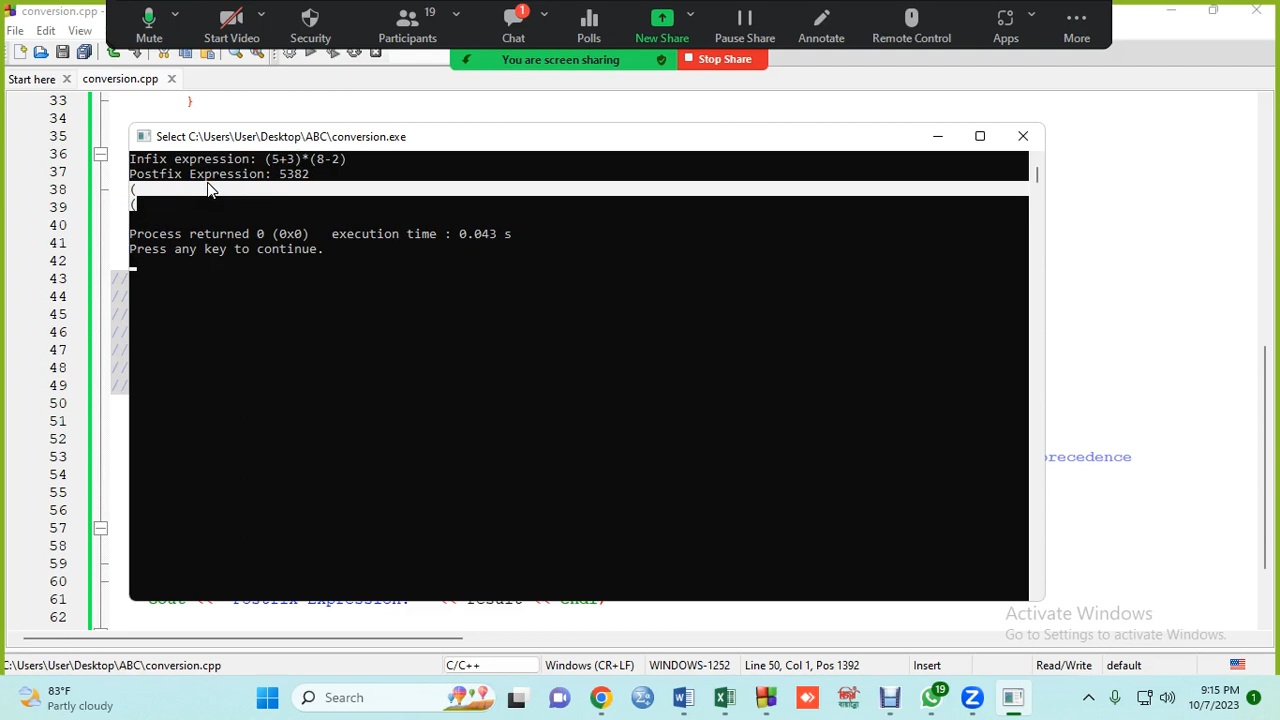 conversion.cpp -
File Edit View
Mute
Start Video
Security
19
Participants
1
Chat
Polls
New Share
Pause Share
Annotate
Remote Control
Apps
More
You are screen sharing
Stop Share
Start here
conversion.cpp
33 }
34
35
36
37
38
39
40
41
42
43 //
44 //
45 //
46 //
47 //
48 //
49 //
50
51
52
53 precedence
54
55
56
57
58
59
60
61
62
Select C:\Users\User\Desktop\ABC\conversion.exe
Infix expression: (5+3)*(8-2)
Postfix Expression: 5382
(
(
Process returned 0 (0x0)   execution time : 0.043 s
Press any key to continue.
Activate Windows
Go to Settings to activate Windows.
C:\Users\User\Desktop\ABC\conversion.cpp
C/C++
Windows (CR+LF)
WINDOWS-1252
Line 50, Col 1, Pos 1392
Insert
Read/Write
default
83°F
Partly cloudy
Search
19
9:15 PM
10/7/2023
1